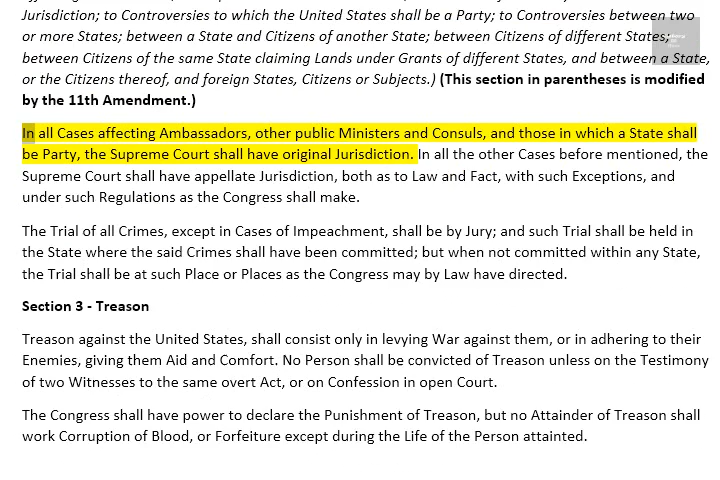 Jurisdiction; to Controversies to which the United States shall be a Party; to Controversies between two
or more States; between a State and Citizens of another State; between Citizens of different States;
between Citizens of the same State claiming Lands under Grants of different States, and between a State,
or the Citizens thereof, and foreign States, Citizens or Subjects.) (This section in parentheses is modified
by the 11th Amendment.)
In all Cases affecting Ambassadors, other public Ministers and Consuls, and those in which a State shall
be Party, the Supreme Court shall have original Jurisdiction. In all the other Cases before mentioned, the
Supreme Court shall have appellate Jurisdiction, both as to Law and Fact, with such Exceptions, and
under such Regulations as the Congress shall make.
The Trial of all Crimes, except in Cases of Impeachment, shall be by Jury; and such Trial shall be held in
the State where the said Crimes shall have been committed; but when not committed within any State,
the Trial shall be at such Place or Places as the Congress may by Law have directed.
Section 3 - Treason
Treason against the United States, shall consist only in levying War against them, or in adhering to their
Enemies, giving them Aid and Comfort. No Person shall be convicted of Treason unless on the Testimony
of two Witnesses to the same overt Act, or on Confession in open Court.
The Congress shall have power to declare the Punishment of Treason, but no Attainder of Treason shall
work Corruption of Blood, or Forfeiture except during the Life of the Person attainted.